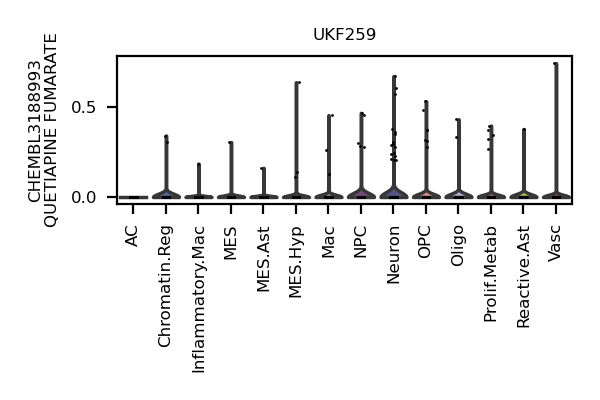 UKF259
CHEMBL3188993
QUETIAPINE FUMARATE
0.5
0.0
AC
Chromatin.Reg
Inflammatory.Mac
MES
MES.Ast
MES.Hyp
Mac
NPC
Neuron
OPC
Oligo
Prolif.Metab
Reactive.Ast
Vasc